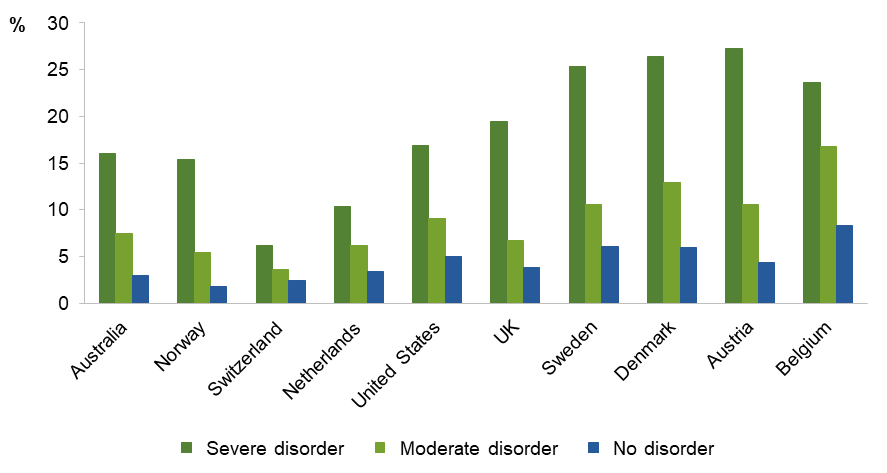 %
30
25
20
15
10
5
0
Australia
Norway
Switzerland
Netherlands
United States
UK
Sweden
Denmark
Austria
Belgium
Severe disorder Moderate disorder No disorder